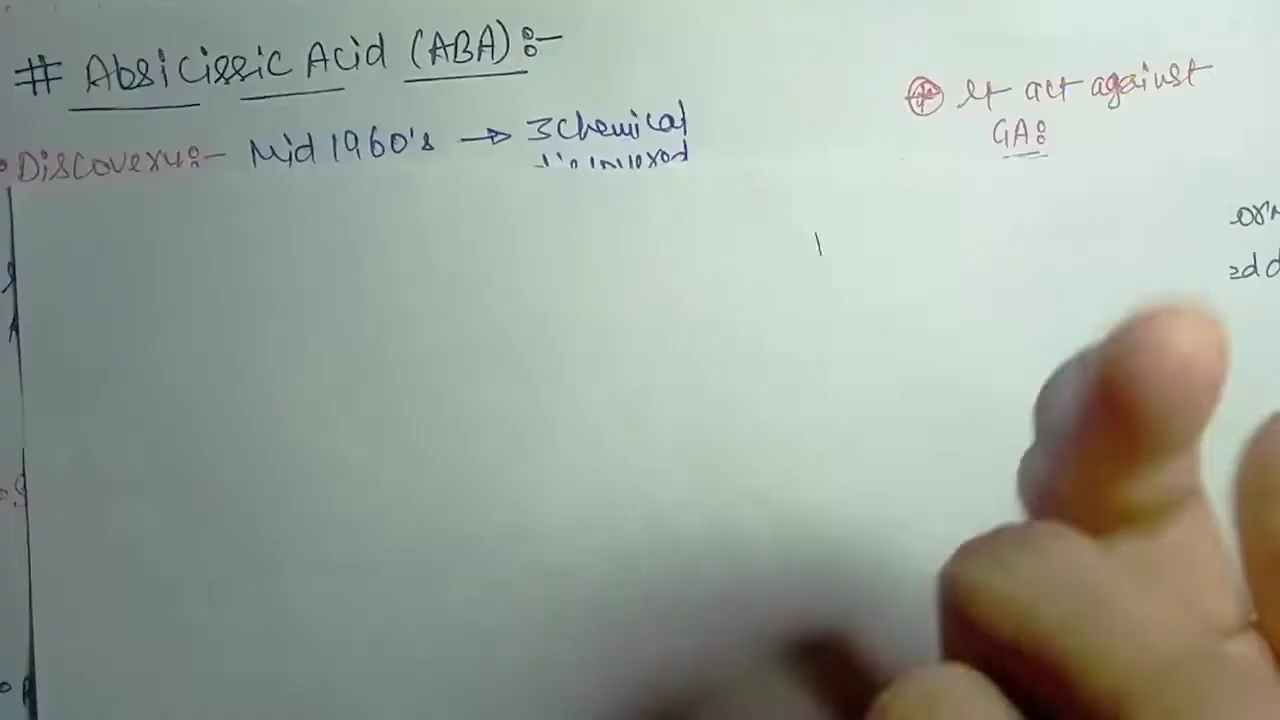 # Absicissic Acid (ABA):-
Discovery:- Mid 1960's → 3 Chemical
⊕ It act against
GA: